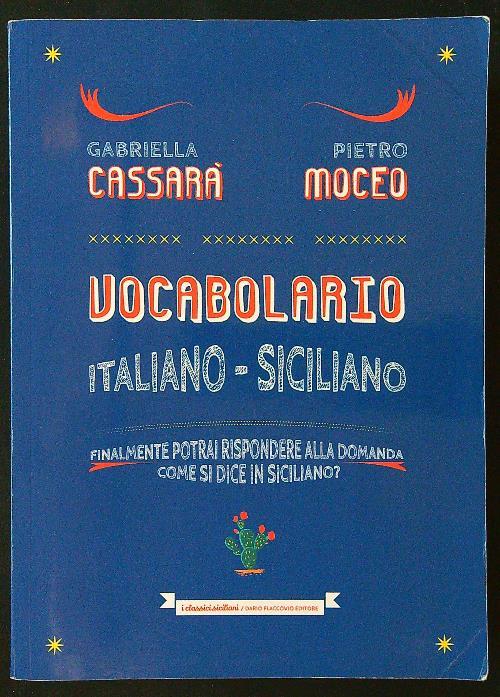 GABRIELLA PIETRO
CASSARÀ MOCEO
VOCABOLARIO
ITALIANO - SICILIANO
FINALMENTE POTRAI RISPONDERE ALLA DOMANDA
COME SI DICE IN SICILIANO?
i classici siciliani / DARIO FLACCOVIO EDITORE